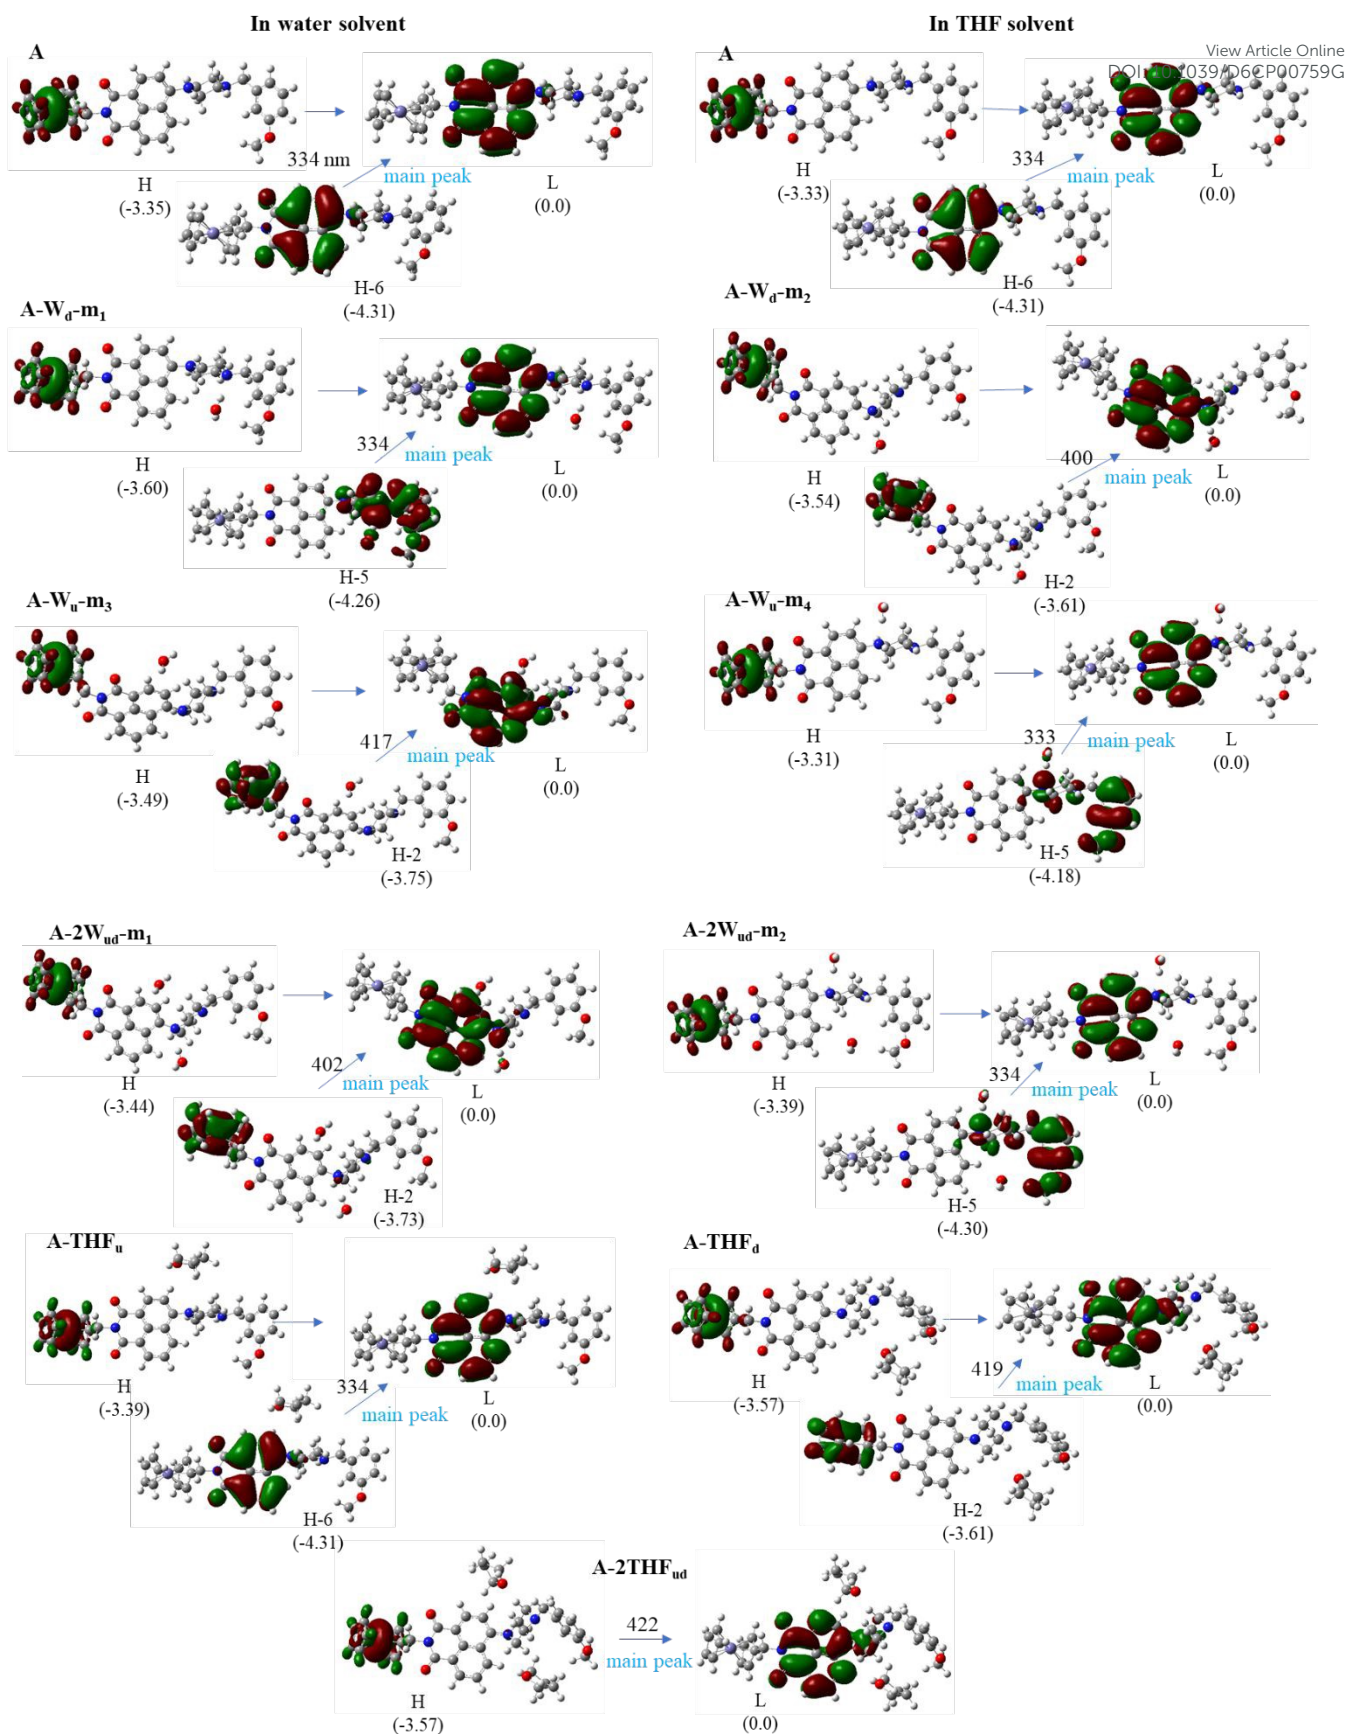 In water solvent
In THF solvent
View Article Online
DOI: 10.1039/D6CP00759G
A
334 nm
main peak
H
(-3.35)
L
(0.0)
H-6
(-4.31)
A
334
main peak
H
(-3.33)
L
(0.0)
H-6
(-4.31)
A-Wd-m1
H
(-3.60)
334
main peak
L
(0.0)
H-5
(-4.26)
A-Wd-m2
H
(-3.54)
400
main peak
L
(0.0)
H-2
(-3.61)
A-Wu-m3
H
(-3.49)
417
main peak
L
(0.0)
H-2
(-3.75)
A-Wu-m4
H
(-3.31)
333
main peak
L
(0.0)
H-5
(-4.18)
A-2Wud-m1
H
(-3.44)
402
main peak
L
(0.0)
H-2
(-3.73)
A-2Wud-m2
H
(-3.39)
334
main peak
L
(0.0)
H-5
(-4.30)
A-THFu
H
(-3.39)
334
main peak
L
(0.0)
H-6
(-4.31)
A-THFd
H
(-3.57)
419
main peak
L
(0.0)
H-2
(-3.61)
A-2THFud
422
main peak
H
(-3.57)
L
(0.0)